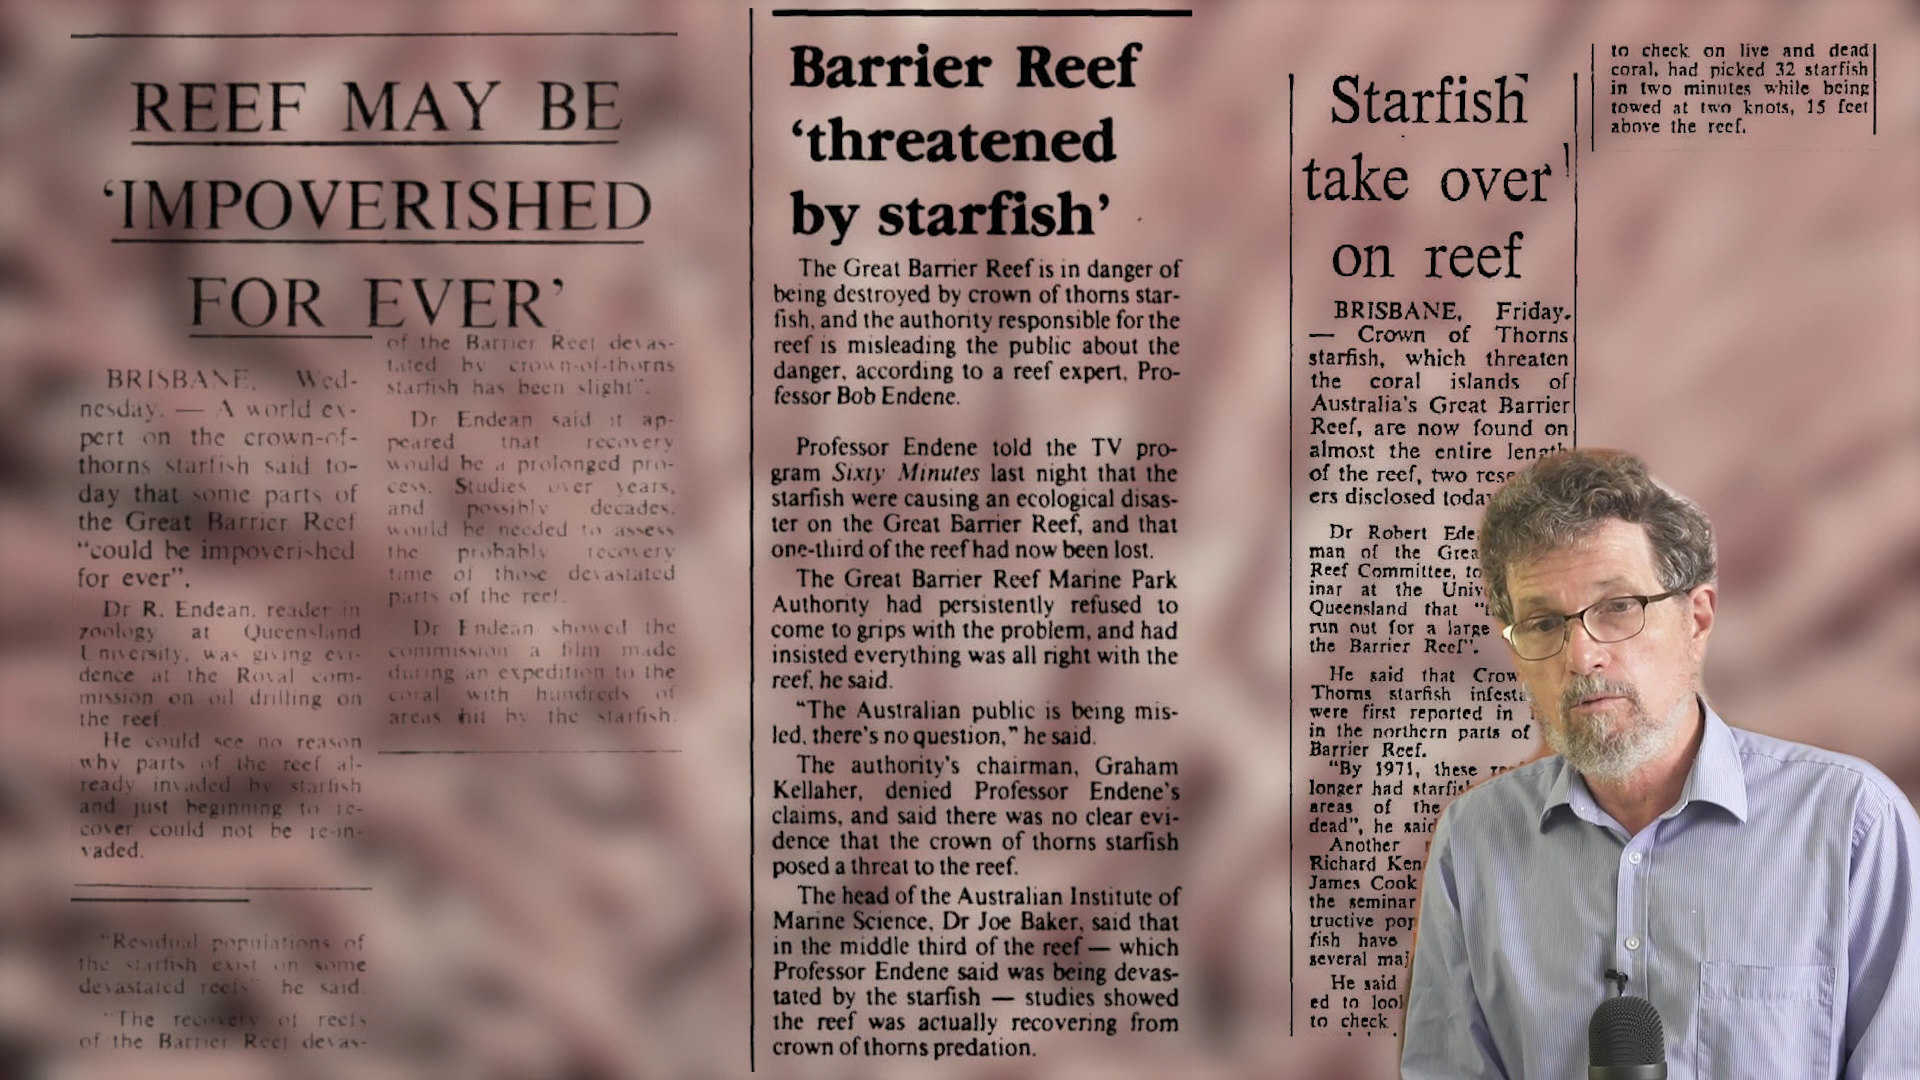 REEF MAY BE
‘IMPOVERISHED
FOR EVER’
BRISBANE, Wed-
nesday. — A world ex-
pert on the crown-of-
thorns starfish said to-
day that some parts of
the Great Barrier Reef
“could be impoverished
for ever”.
Dr R. Endean, reader in
zoology at Queensland
University, was giving evi-
dence at the Royal com-
mission on oil drilling on
the reef.
He could see no reason
why parts of the reef al-
ready invaded by starfish
and just beginning to re-
cover could not be re-in-
vaded.
“Residual populations of
the starfish exist on some
devastated reefs”, he said.
“The recovery of reefs
of the Barrier Reef devas-
of the Barrier Reef devas-
tated by crown-of-thorns
starfish has been slight”.
Dr Endean said it ap-
peared that recovery
would be a prolonged pro-
cess. Studies over years,
and possibly decades,
would be needed to assess
the probably recovery
time of those devastated
parts of the reef.
Dr Endean showed the
commission a film made
during an expedition to the
coral with hundreds of
areas hit by the starfish.
Barrier Reef
‘threatened
by starfish’
The Great Barrier Reef is in danger of
being destroyed by crown of thorns star-
fish, and the authority responsible for the
reef is misleading the public about the
danger, according to a reef expert, Pro-
fessor Bob Endene.
Professor Endene told the TV pro-
gram Sixty Minutes last night that the
starfish were causing an ecological disas-
ter on the Great Barrier Reef, and that
one-third of the reef had now been lost.
The Great Barrier Reef Marine Park
Authority had persistently refused to
come to grips with the problem, and had
insisted everything was all right with the
reef, he said.
“The Australian public is being mis-
led, there’s no question,” he said.
The authority’s chairman, Graham
Kellaher, denied Professor Endene’s
claims, and said there was no clear evi-
dence that the crown of thorns starfish
posed a threat to the reef.
The head of the Australian Institute of
Marine Science, Dr Joe Baker, said that
in the middle third of the reef — which
Professor Endene said was being devas-
tated by the starfish — studies showed
the reef was actually recovering from
crown of thorns predation.
Starfish
take over
on reef
BRISBANE, Friday.
— Crown of Thorns
starfish, which threaten
the coral islands of
Australia’s Great Barrier
Reef, are now found on
almost the entire length
of the reef, two rese
ers disclosed toda
Dr Robert Ede
man of the Grea
Reef Committee, to
inar at the Univ
Queensland that
run out for a large
the Barrier Reef”.
He said that Crow
Thorns starfish infest
were first reported in
in the northern parts of
Barrier Reef.
“By 1971, these
longer had starfis
areas of the
dead”, he said
Another
Richard Ken
James Cook
the seminar
tructive pop
fish have
several maj
He said
ed to look
to check
to check on live and dead
coral, had picked 32 starfish
in two minutes while being
towed at two knots, 15 feet
above the reef.